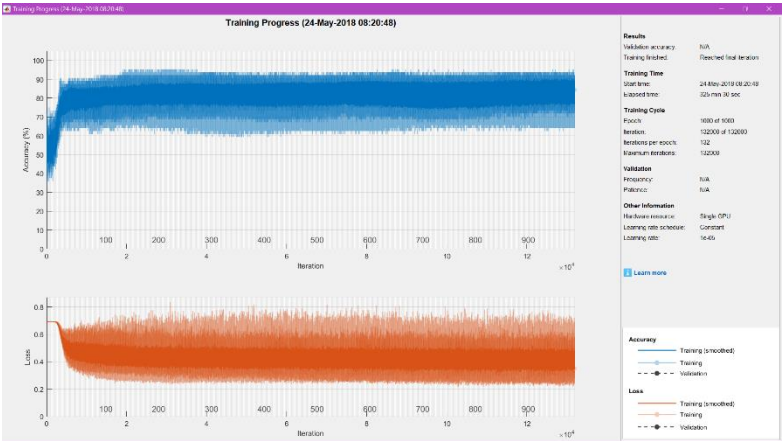 Training Progress (24-May-2018 08:20:48)
Training Progress (24-May-2018 08:20:48)
100
90
80
70
60
50
40
30
20
10
0
Accuracy (%)
100 200 300 400 500 600 700 800 900
0 2 4 6 8 10 12
Iteration
×10⁴
0.8
0.6
0.4
0.2
0
Loss
100 200 300 400 500 600 700 800 900
0 2 4 6 8 10 12
Iteration
×10⁴
Results
Validation accuracy: N/A
Training finished: Reached final iteration
Training Time
Start time: 24-May-2018 08:20:48
Elapsed time: 325 min 30 sec
Training Cycle
Epoch: 1000 of 1000
Iteration: 132000 of 132000
Iterations per epoch: 132
Maximum iterations: 132000
Validation
Frequency: N/A
Patience: N/A
Other Information
Hardware resource: Single GPU
Learning rate schedule: Constant
Learning rate: 1e-05
Learn more
Accuracy
Training (smoothed)
Training
Validation
Loss
Training (smoothed)
Training
Validation